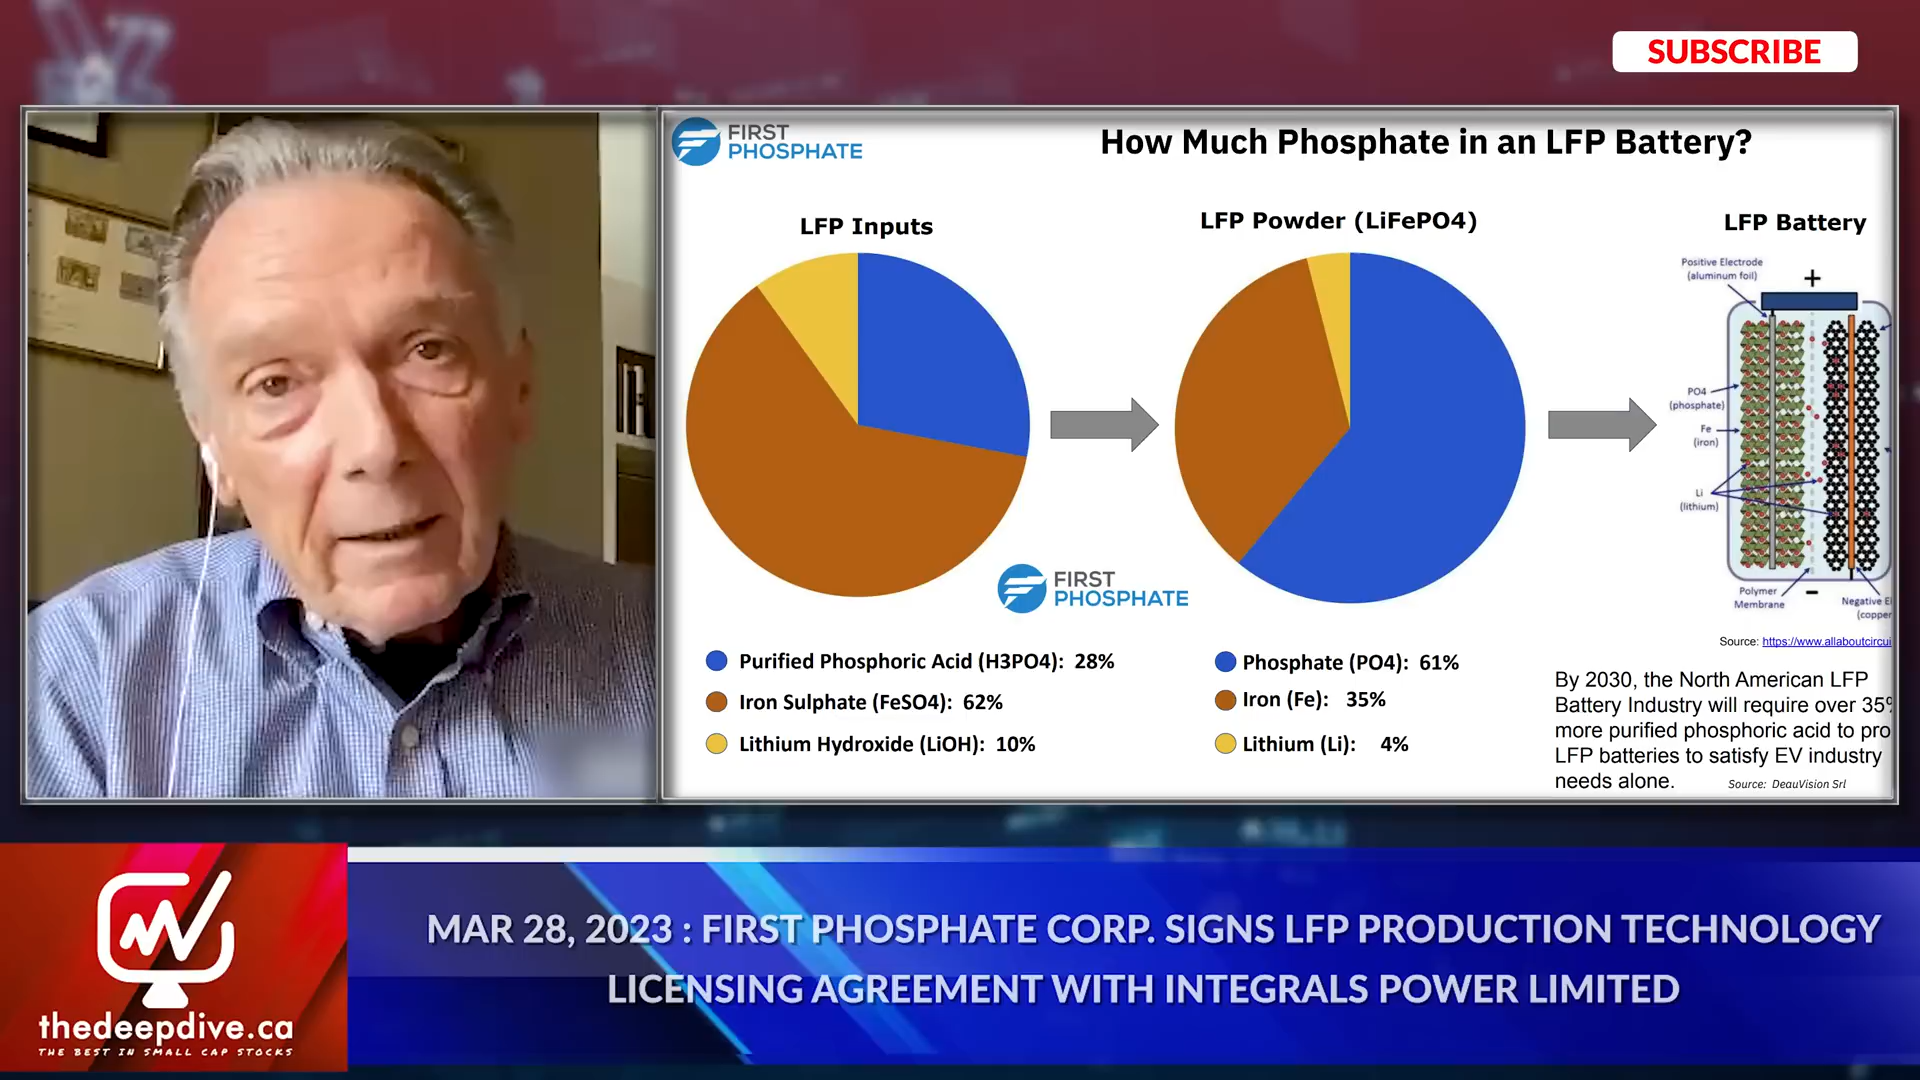 SUBSCRIBE
FIRST
PHOSPHATE
How Much Phosphate in an LFP Battery?
LFP Inputs
LFP Powder (LiFePO4)
LFP Battery
Positive Electrode
(aluminum foil)
+
PO4
(phosphate)
Fe
(iron)
Li
(lithium)
Polymer
Membrane
–
Negative El
(copper
FIRST
PHOSPHATE
Source: https://www.allaboutcircui
Purified Phosphoric Acid (H3PO4): 28%
Iron Sulphate (FeSO4): 62%
Lithium Hydroxide (LiOH): 10%
Phosphate (PO4): 61%
Iron (Fe): 35%
Lithium (Li): 4%
By 2030, the North American LFP
Battery Industry will require over 35%
more purified phosphoric acid to pro
LFP batteries to satisfy EV industry
needs alone.
Source: DeauVision Srl
MAR 28, 2023 : FIRST PHOSPHATE CORP. SIGNS LFP PRODUCTION TECHNOLOGY
LICENSING AGREEMENT WITH INTEGRALS POWER LIMITED
thedeepdive.ca
THE BEST IN SMALL CAP STOCKS